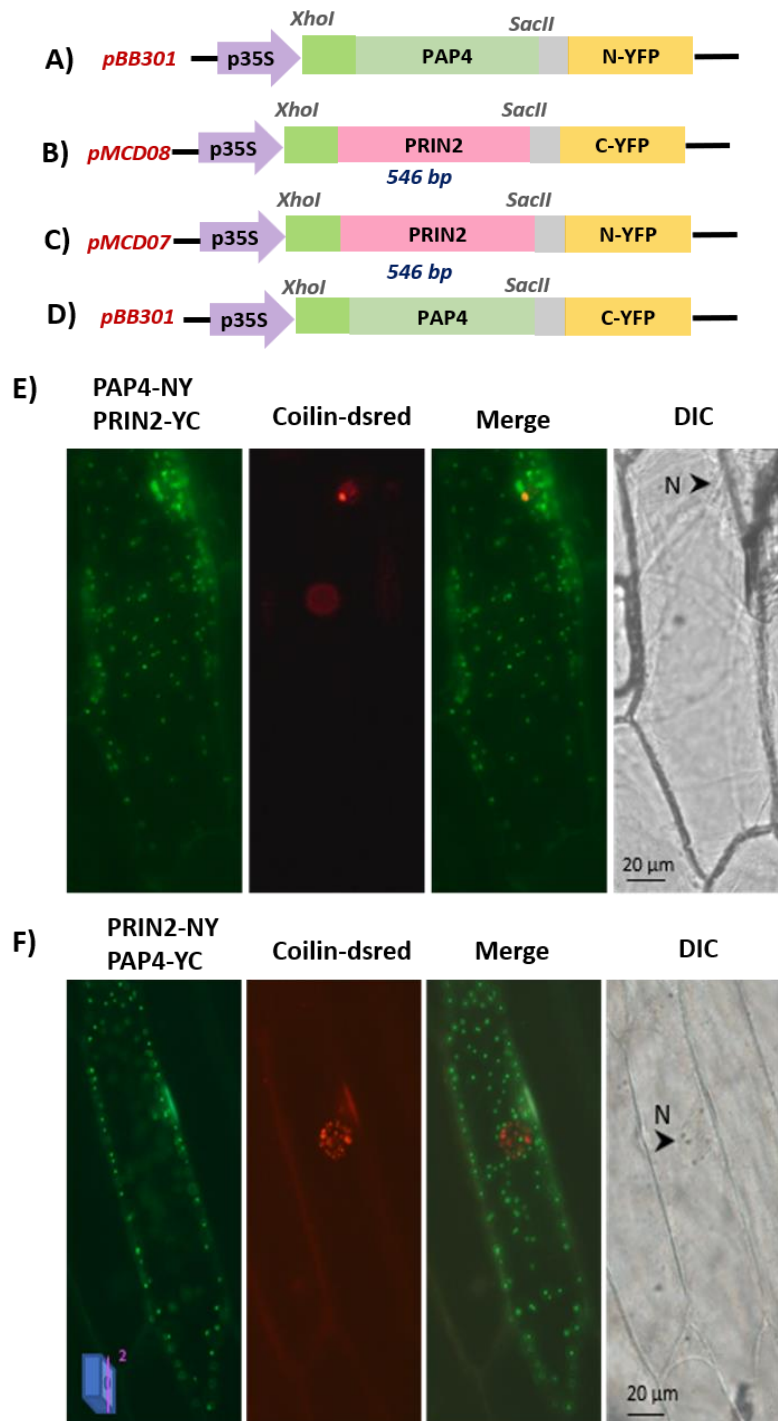 XhoI SacII
A) pBB301 p35S PAP4 N-YFP
XhoI SacII
B) pMCD08 p35S PRIN2 C-YFP
546 bp
XhoI SacII
C) pMCD07 p35S PRIN2 N-YFP
546 bp
XhoI SacII
D) pBB301 p35S PAP4 C-YFP
E) PAP4-NY
PRIN2-YC Coilin-dsred Merge DIC
N
20 µm
F) PRIN2-NY
PAP4-YC Coilin-dsred Merge DIC
N
2
20 µm